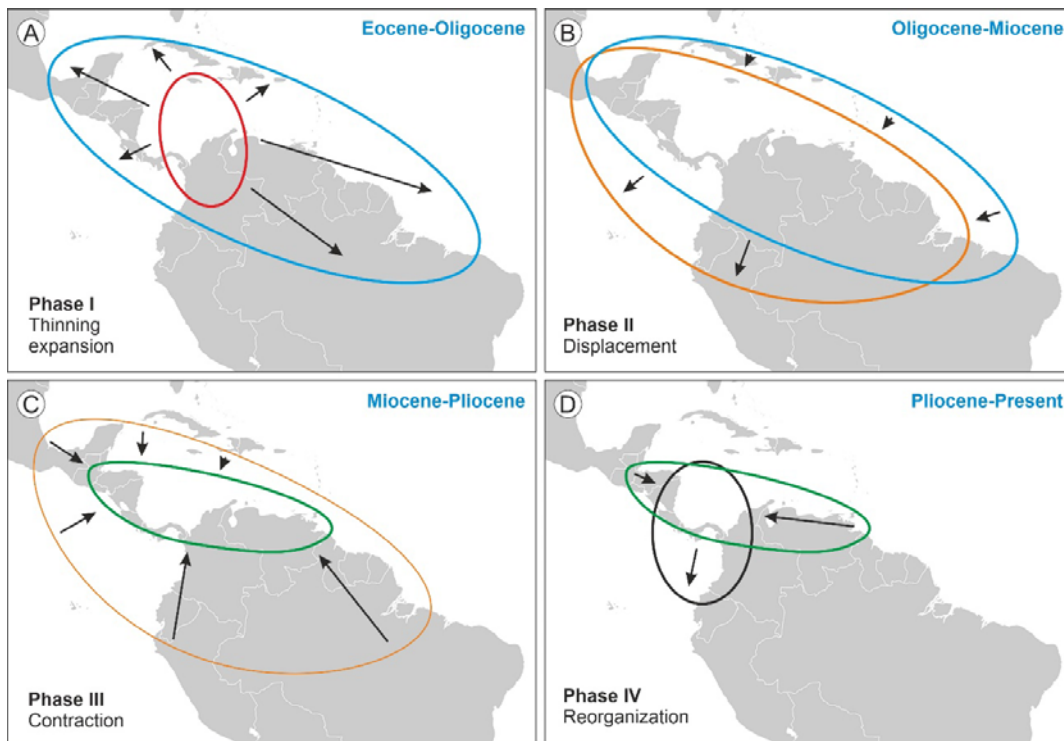 A
Eocene-Oligocene
Phase I
Thinning
expansion
B
Oligocene-Miocene
Phase II
Displacement
C
Miocene-Pliocene
Phase III
Contraction
D
Pliocene-Present
Phase IV
Reorganization